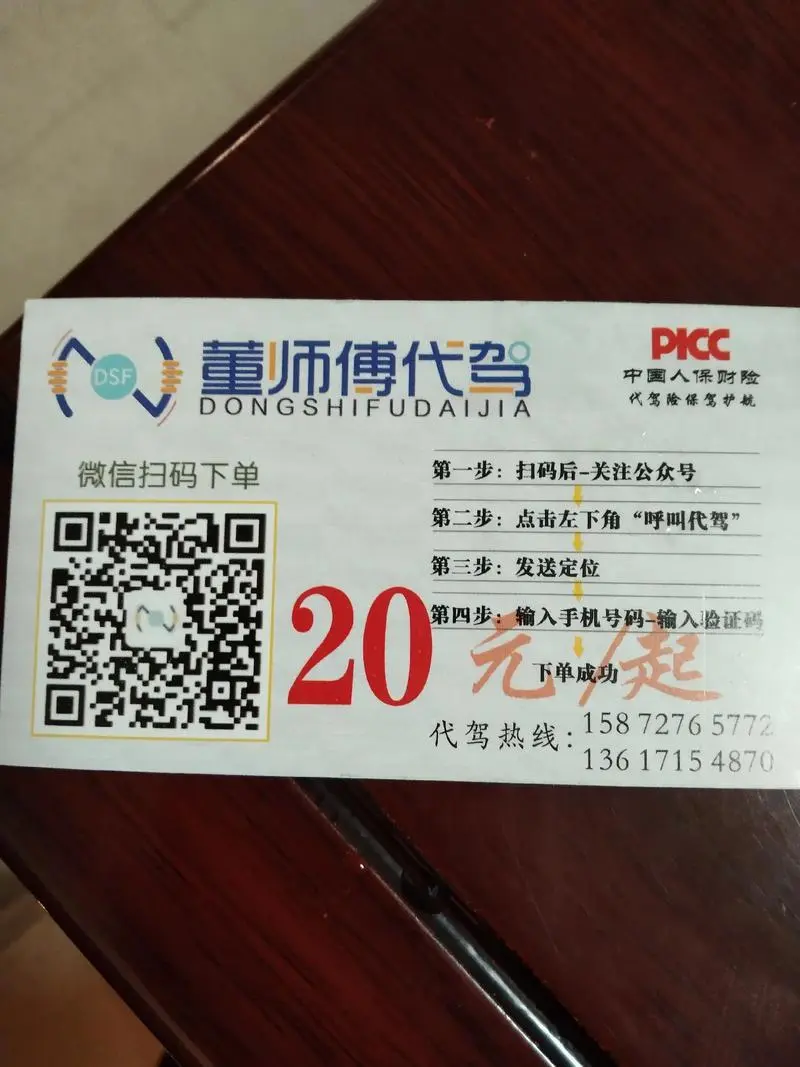 DSF
董师傅代驾
DONGSHIFUDAIJIA
PICC
中国人保财险
代驾险保驾护航
微信扫码下单
第一步：扫码后-关注公众号
第二步：点击左下角“呼叫代驾”
第三步：发送定位
第四步：输入手机号码-输入验证码
下单成功
20元/起
代驾热线：
158 7276 5772
136 1715 4870